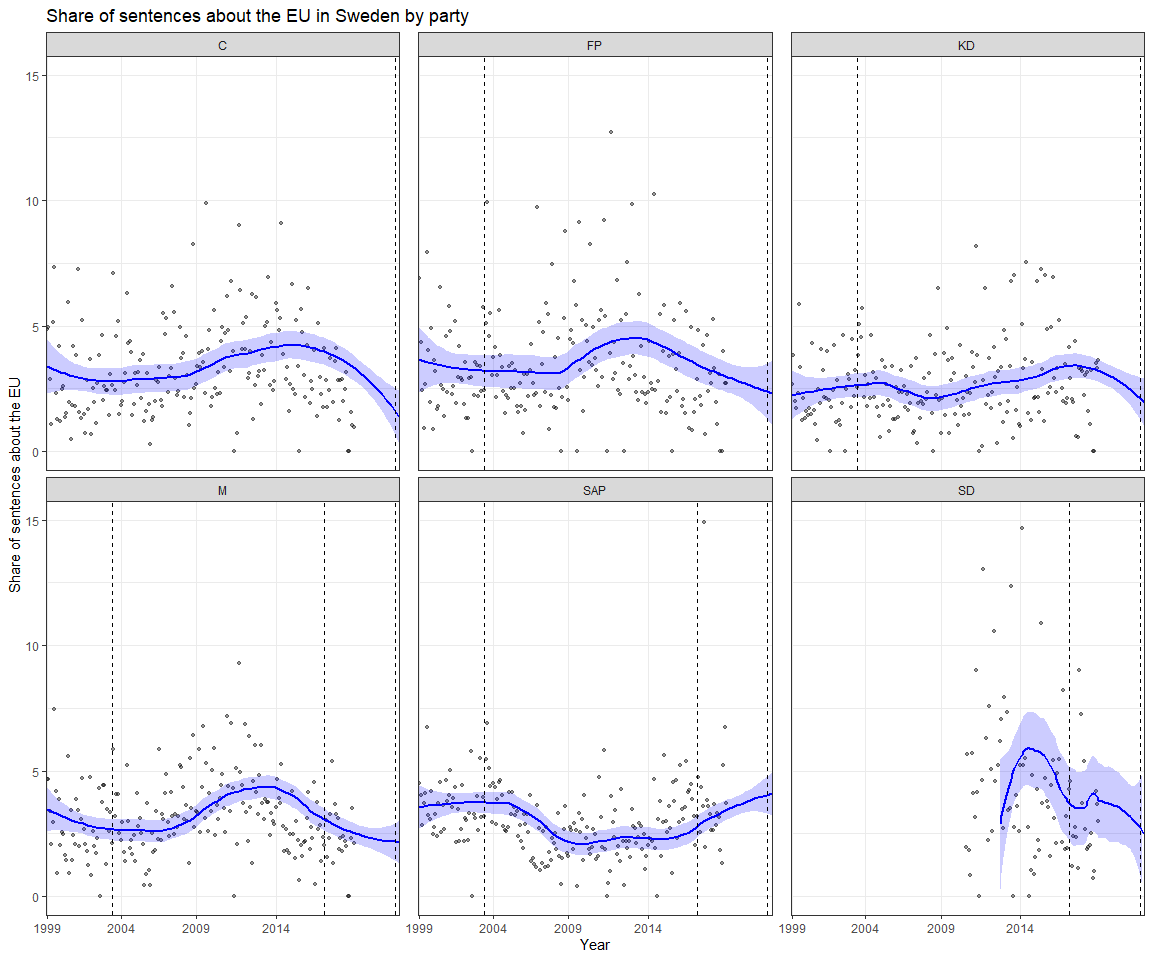 Share of sentences about the EU in Sweden by party
C FP KD
15
10
5
0
M SAP SD
15
10
5
0
1999 2004 2009 2014 1999 2004 2009 2014 1999 2004 2009 2014
Year
Share of sentences about the EU